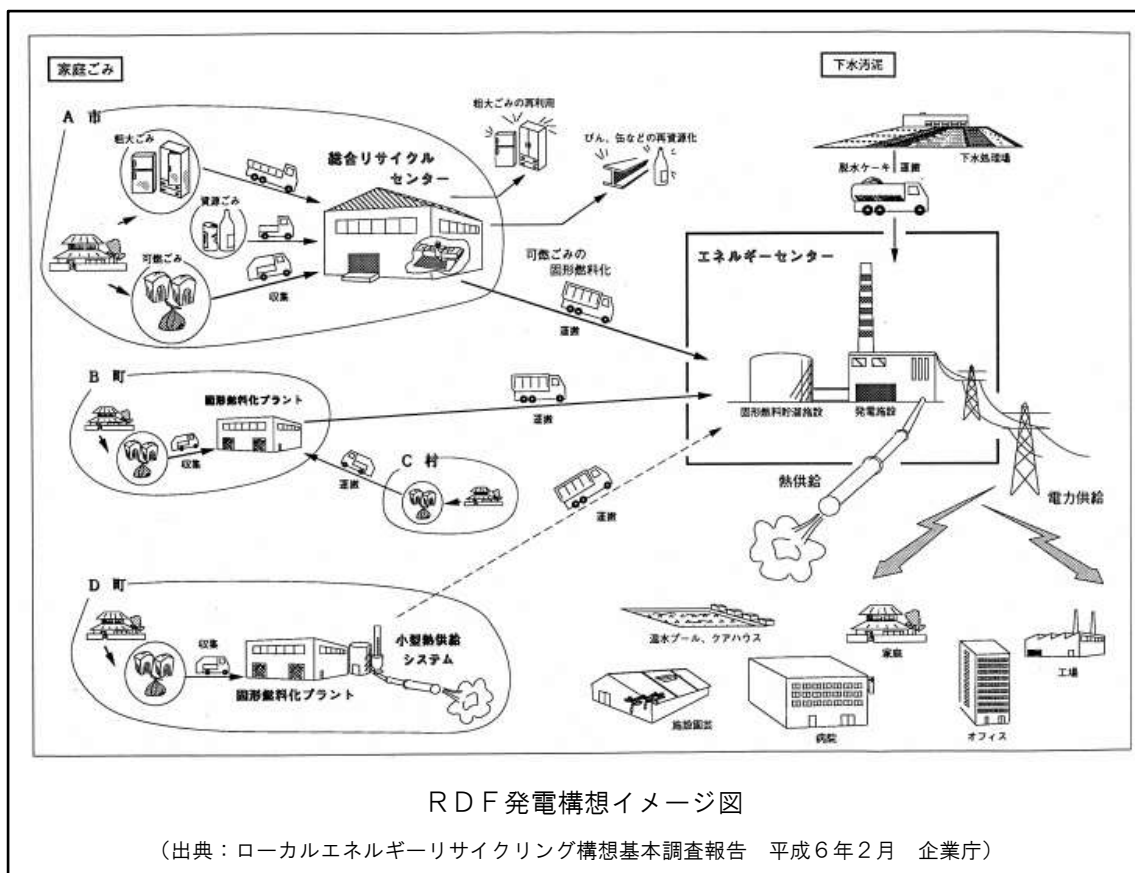 家庭ごみ
A 市
粗大ごみ
資源ごみ
可燃ごみ
収集
総合リサイクル
センター
粗大ごみの再利用
びん、缶などの再資源化
可燃ごみの
固形燃料化
運搬
下水汚泥
下水処理場
脱水ケーキ
運搬
エネルギーセンター
固形燃料貯溜施設
発電施設
熱供給
電力供給
B 町
固形燃料化プラント
収集
運搬
C 村
運搬
運搬
D 町
収集
固形燃料化プラント
小型熱供給
システム
温水プール、ケアハウス
家庭
工場
施設園芸
病院
オフィス
RDF発電構想イメージ図
(出典：ローカルエネルギーリサイクリング構想基本調査報告 平成6年2月 企業庁)